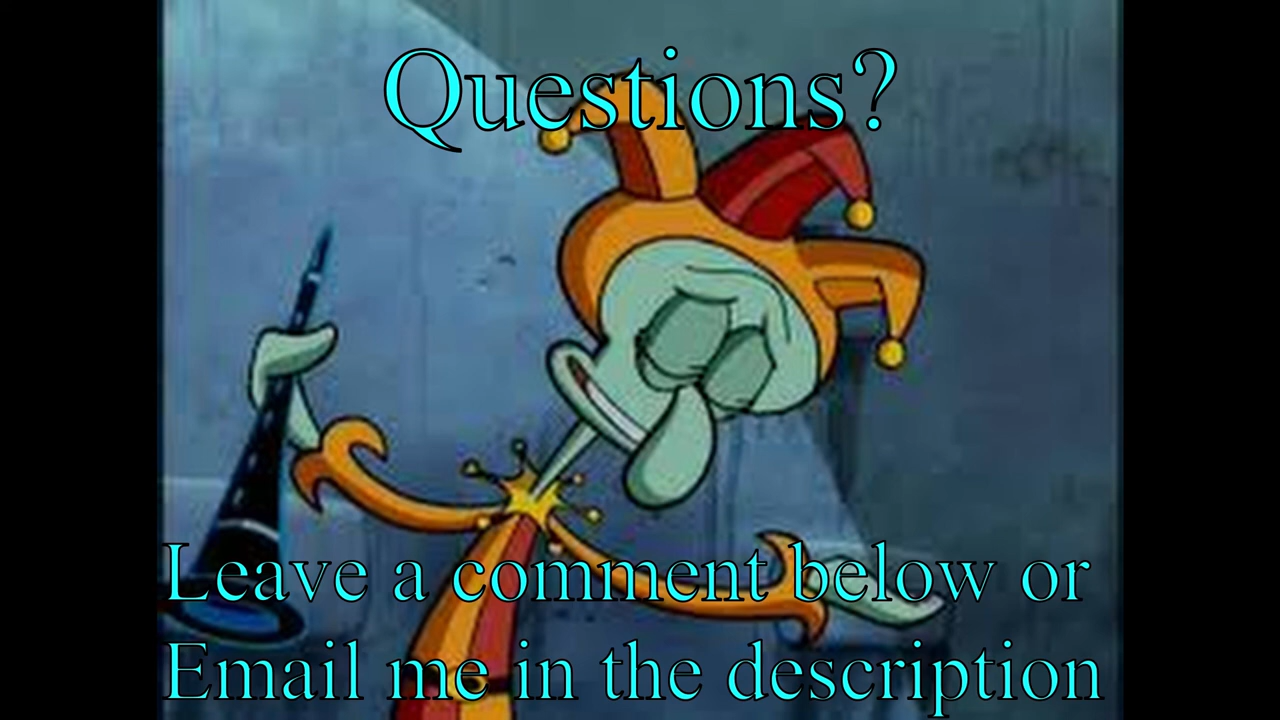 Questions?
Leave a comment below or
Email me in the description